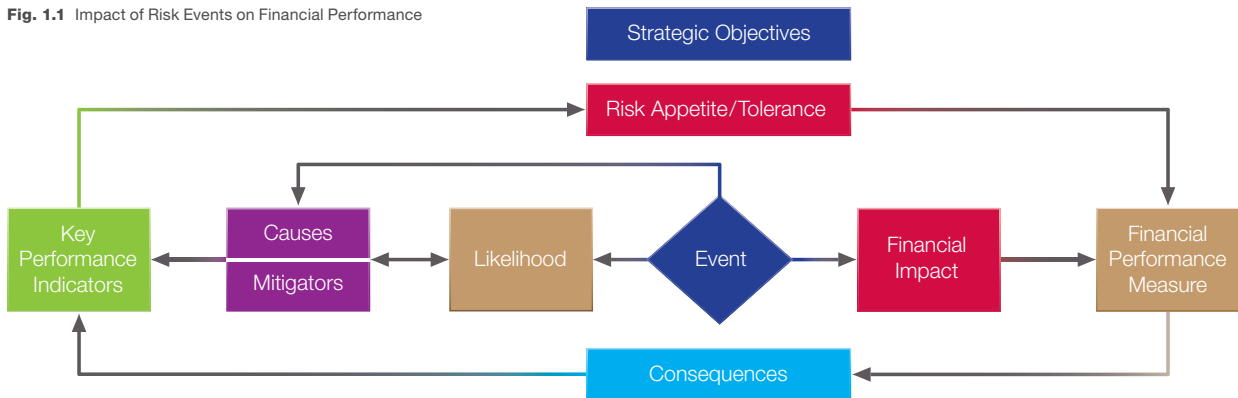 Fig. 1.1 Impact of Risk Events on Financial Performance
Strategic Objectives
Risk Appetite/Tolerance
Key
Performance
Indicators
Causes
Mitigators
Likelihood
Event
Financial
Impact
Financial
Performance
Measure
Consequences